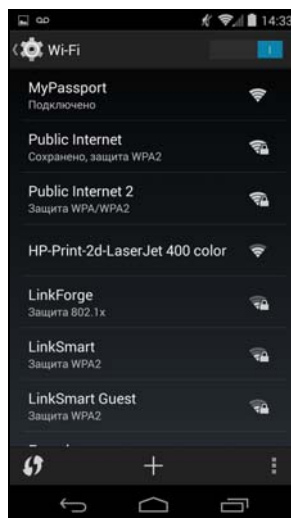 14:33
Wi-Fi
MyPassport
Подключено
Public Internet
Сохранено, защита WPA2
Public Internet 2
Защита WPA/WPA2
HP-Print-2d-LaserJet 400 color
LinkForge
Защита 802.1x
LinkSmart
Защита WPA2
LinkSmart Guest
Защита WPA2